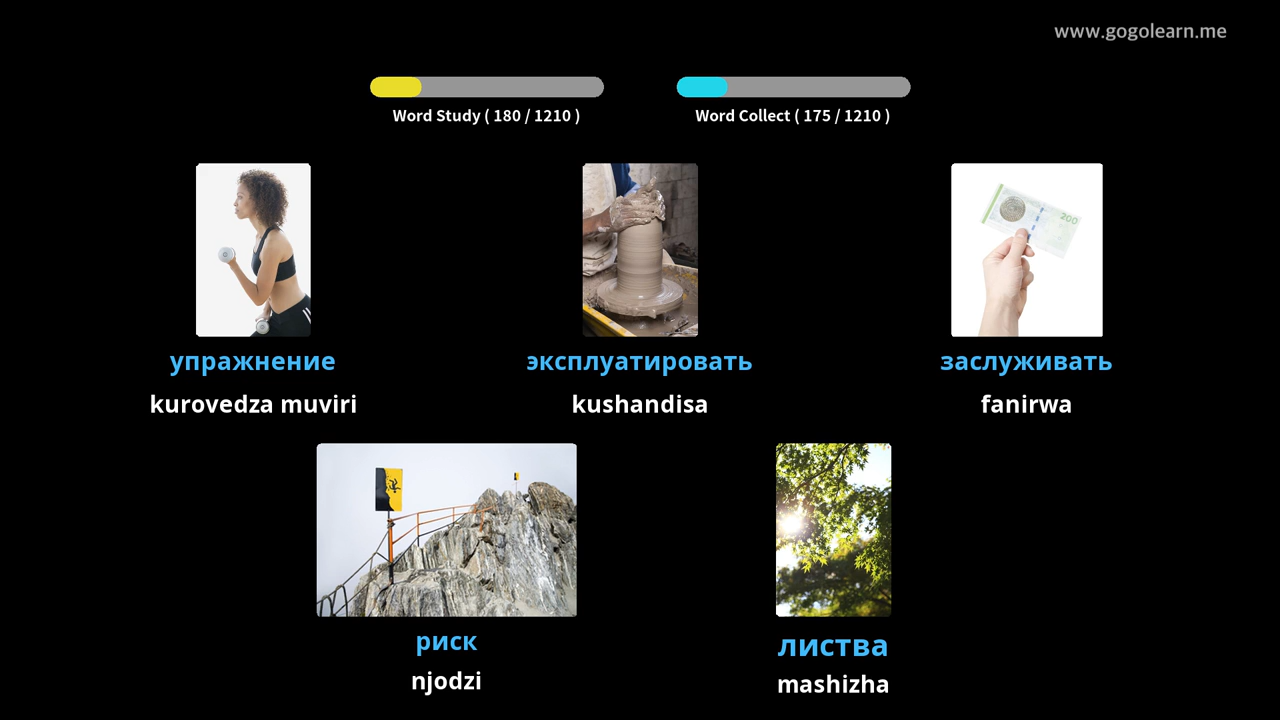 www.gogolearn.me
Word Study ( 180 / 1210 )
Word Collect ( 175 / 1210 )
200
упражнение
эксплуатировать
заслуживать
kurovedza muviri
kushandisa
fanirwa
риск
листва
njodzi
mashizha